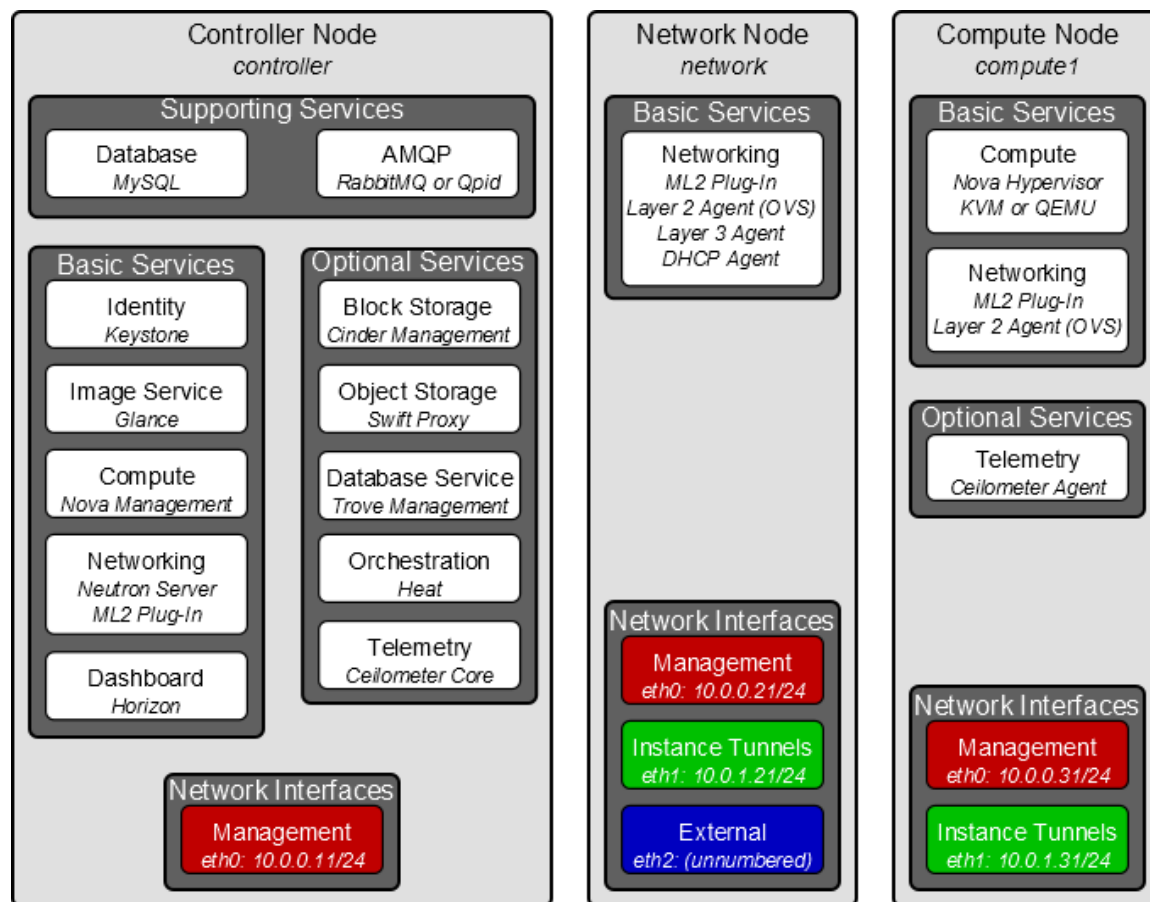 Controller Node
controller
Supporting Services
Database
MySQL
AMQP
RabbitMQ or Qpid
Basic Services
Identity
Keystone
Image Service
Glance
Compute
Nova Management
Networking
Neutron Server
ML2 Plug-In
Dashboard
Horizon
Optional Services
Block Storage
Cinder Management
Object Storage
Swift Proxy
Database Service
Trove Management
Orchestration
Heat
Telemetry
Ceilometer Core
Network Interfaces
Management
eth0: 10.0.0.11/24
Network Node
network
Basic Services
Networking
ML2 Plug-In
Layer 2 Agent (OVS)
Layer 3 Agent
DHCP Agent
Network Interfaces
Management
eth0: 10.0.0.21/24
Instance Tunnels
eth1: 10.0.1.21/24
External
eth2: (unnumbered)
Compute Node
compute1
Basic Services
Compute
Nova Hypervisor
KVM or QEMU
Networking
ML2 Plug-In
Layer 2 Agent (OVS)
Optional Services
Telemetry
Ceilometer Agent
Network Interfaces
Management
eth0: 10.0.0.31/24
Instance Tunnels
eth1: 10.0.1.31/24